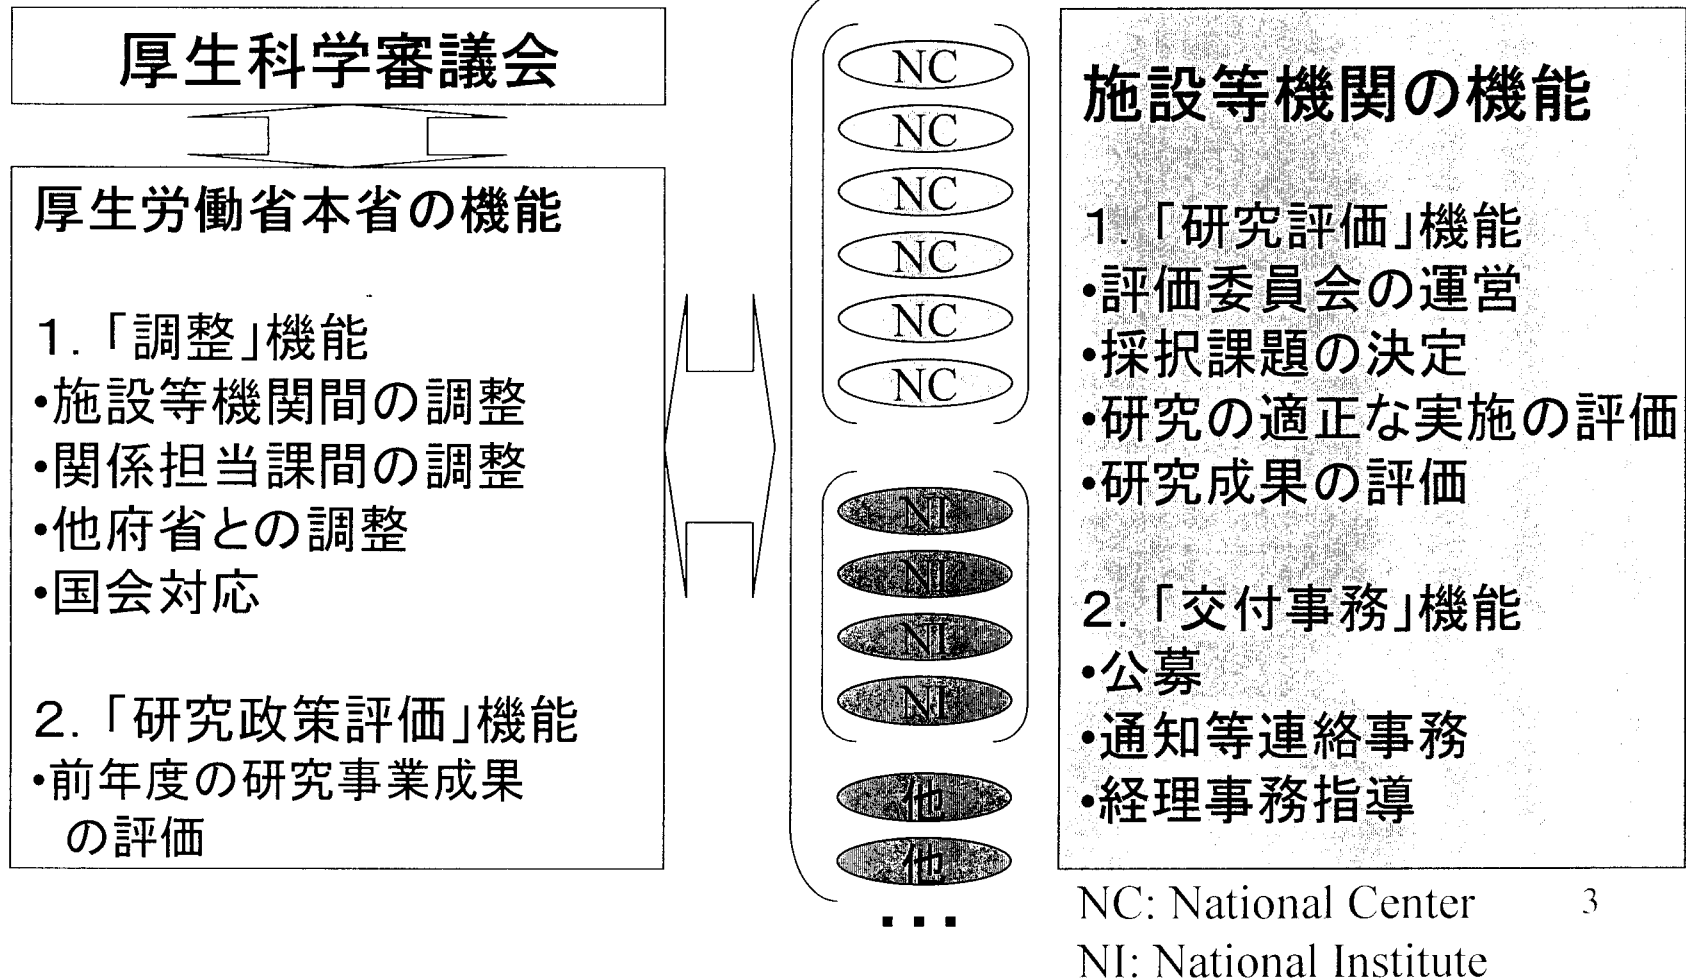 厚生科学審議会
厚生労働省本省の機能
１.「調整」機能
•施設等機関間の調整
•関係担当課間の調整
•他府省との調整
•国会対応
２.「研究政策評価」機能
•前年度の研究事業成果
の評価
NC
NC
NC
NC
NC
NC
NI
NI
NI
NI
他
他
...
施設等機関の機能
１.「研究評価」機能
•評価委員会の運営
•採択課題の決定
•研究の適正な実施の評価
•研究成果の評価
２.「交付事務」機能
•公募
•通知等連絡事務
•経理事務指導
NC: National Center
3
NI: National Institute